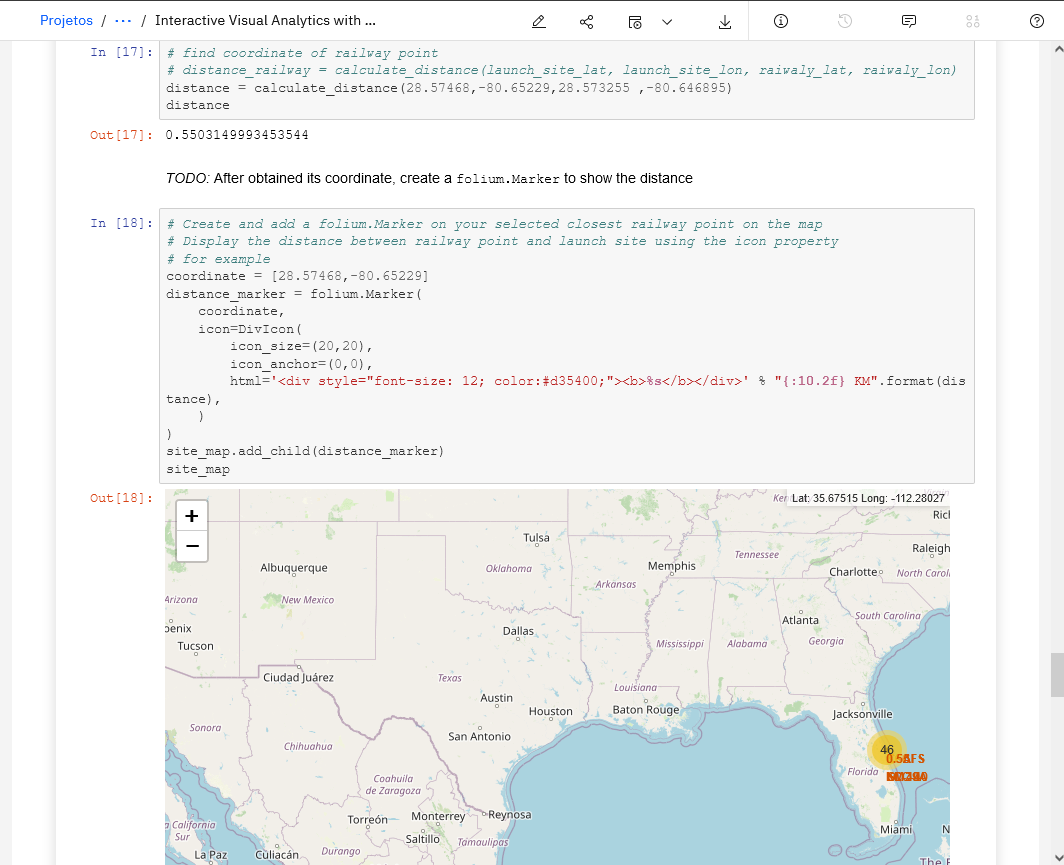 Projetos / ... / Interactive Visual Analytics with ...
In [17]: # find coordinate of railway point
# distance_railway = calculate_distance(launch_site_lat, launch_site_lon, raiwaly_lat, raiwaly_lon)
distance = calculate_distance(28.57468,-80.65229,28.573255 ,-80.646895)
distance
Out[17]: 0.5503149993453544
TODO: After obtained its coordinate, create a folium.Marker to show the distance
In [18]: # Create and add a folium.Marker on your selected closest railway point on the map
# Display the distance between railway point and launch site using the icon property
# for example
coordinate = [28.57468,-80.65229]
distance_marker = folium.Marker(
coordinate,
icon=DivIcon(
icon_size=(20,20),
icon_anchor=(0,0),
html='<div style="font-size: 12; color:#d35400;"><b>%s</b></div>' % "{:10.2f} KM".format(dis
tance),
)
)
site_map.add_child(distance_marker)
site_map
Out[18]:
+
−
Lat: 35.67515 Long: -112.28027
Tulsa
Raleigh
Albuquerque
Oklahoma
Memphis
Tennessee
Charlotte
North Caroli
Arkansas
Arizona
New Mexico
Atlanta
South Carolina
oenix
Dallas
Tucson
Mississippi
Alabama
Georgia
Ciudad Juárez
Texas
Louisiana
Austin
Houston
Baton Rouge
Jacksonville
Sonora
San Antonio
Chihuahua
46
Florida
Coahuila
de Zaragoza
Torreón
Monterrey
Reynosa
a California
Sur
Miami
N
Saltillo
Tamaulipas
La Paz
Culiacán
Durango
The F